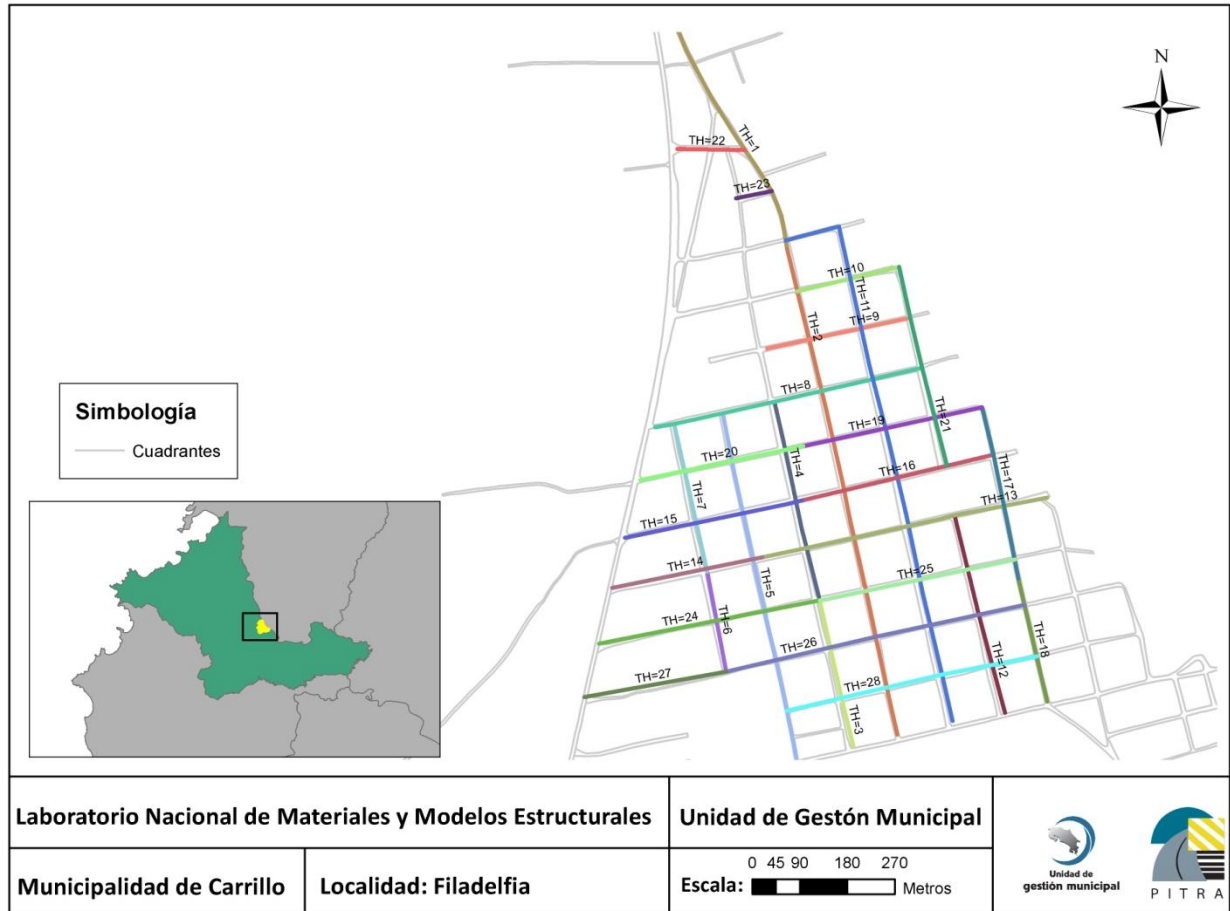 N
TH=1
TH=22
TH=23
TH=10
TH=11
TH=9
TH=2
TH=8
TH=21
TH=19
TH=20
TH=4
TH=16
TH=17
TH=7
TH=13
TH=15
TH=14
TH=25
TH=5
TH=24
TH=6
TH=26
TH=18
TH=12
TH=27
TH=28
TH=3
Simbología
Cuadrantes
Laboratorio Nacional de Materiales y Modelos Estructurales
Unidad de Gestión Municipal
Municipalidad de Carrillo
Localidad: Filadelfia
0 45 90 180 270
Escala: Metros
Unidad de
gestión municipal
PITRA